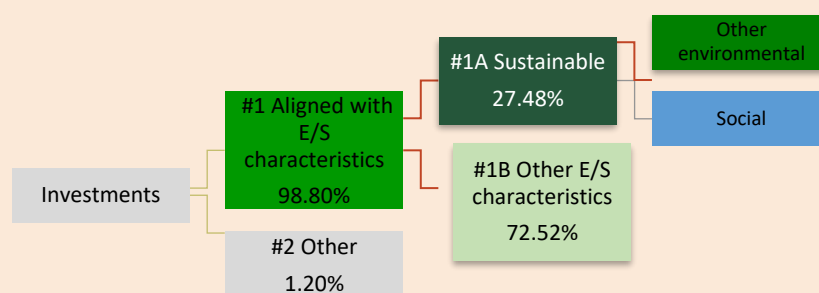 Investments
#1 Aligned with
E/S
characteristics
98.80%
#2 Other
1.20%
#1A Sustainable
27.48%
#1B Other E/S
characteristics
72.52%
Other
environmental
Social